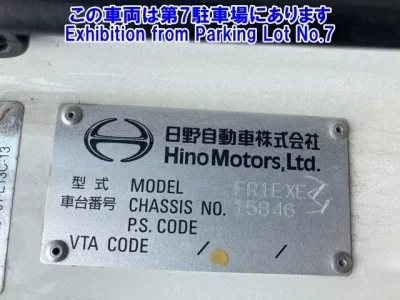 この車両は第7駐車場にあります
Exhibition from Parking Lot No.7
日野自動車株式会社
Hino Motors, Ltd.
型式 MODEL FR1EXE
車台番号 CHASSIS NO. 15846
P.S. CODE
VTA CODE / /